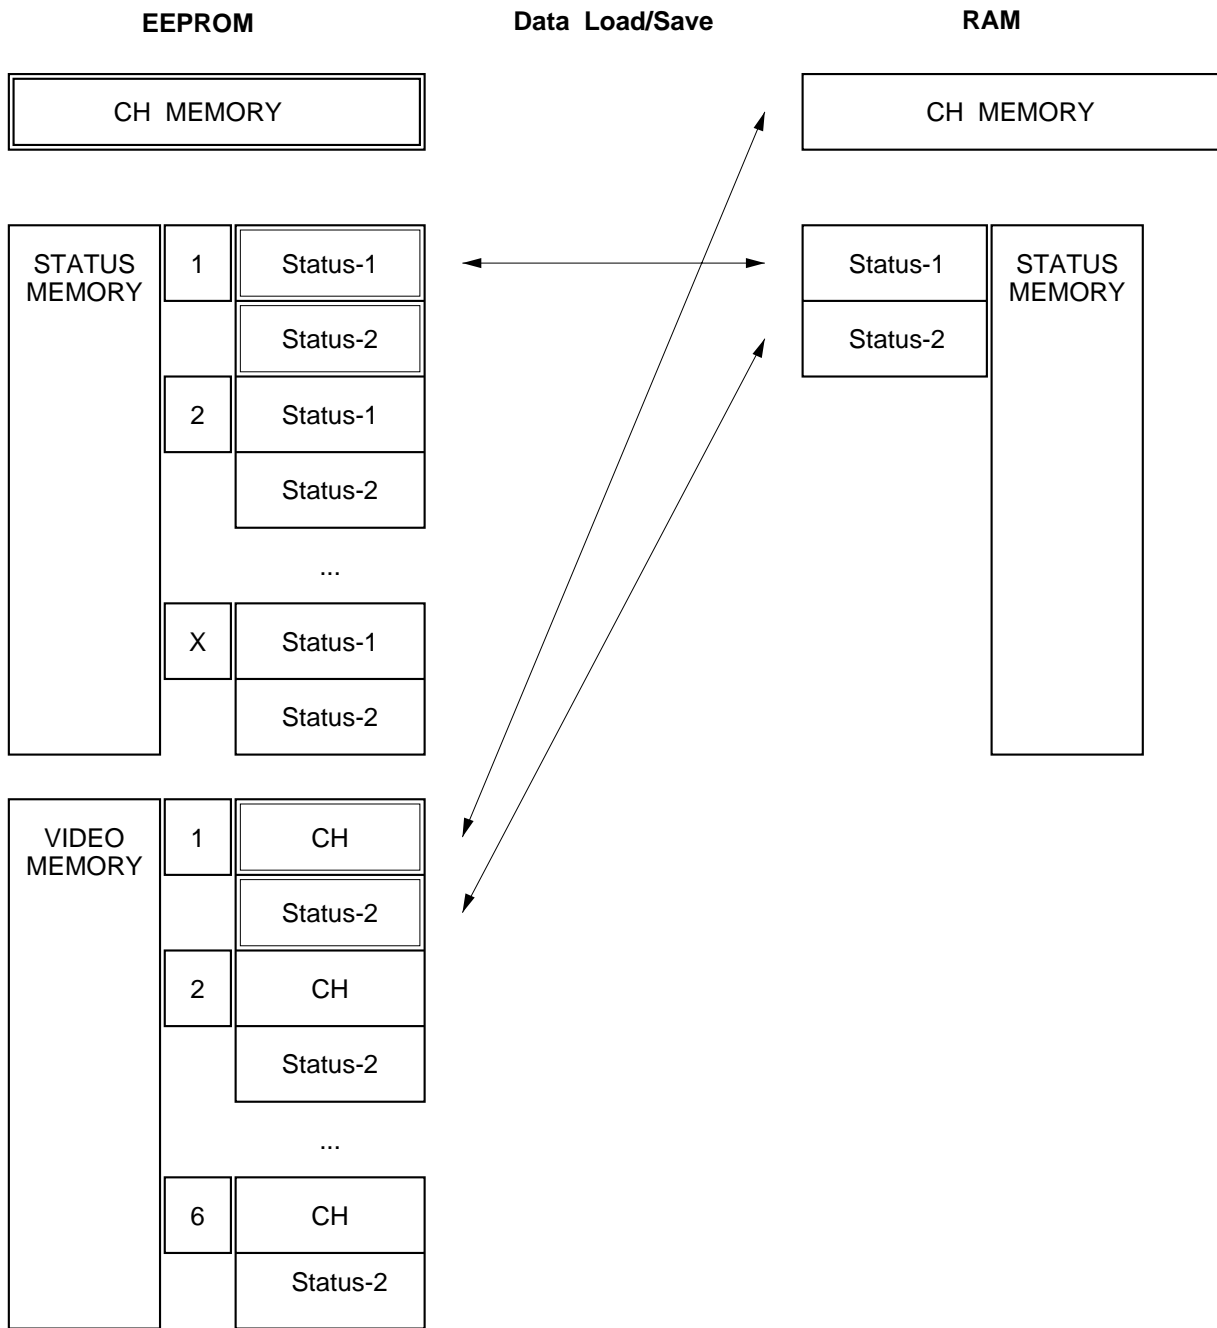 EEPROM Data Load/Save RAM
CH MEMORY CH MEMORY
STATUS MEMORY 1 Status-1 Status-1 STATUS MEMORY
Status-2 Status-2
2 Status-1
Status-2
...
X Status-1
Status-2
VIDEO MEMORY 1 CH
Status-2
2 CH
Status-2
...
6 CH
Status-2